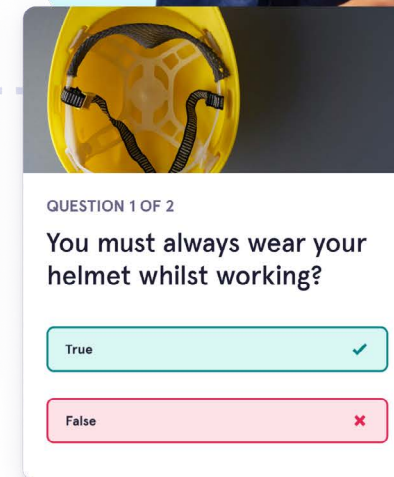 QUESTION 1 OF 2
You must always wear your
helmet whilst working?
True
False